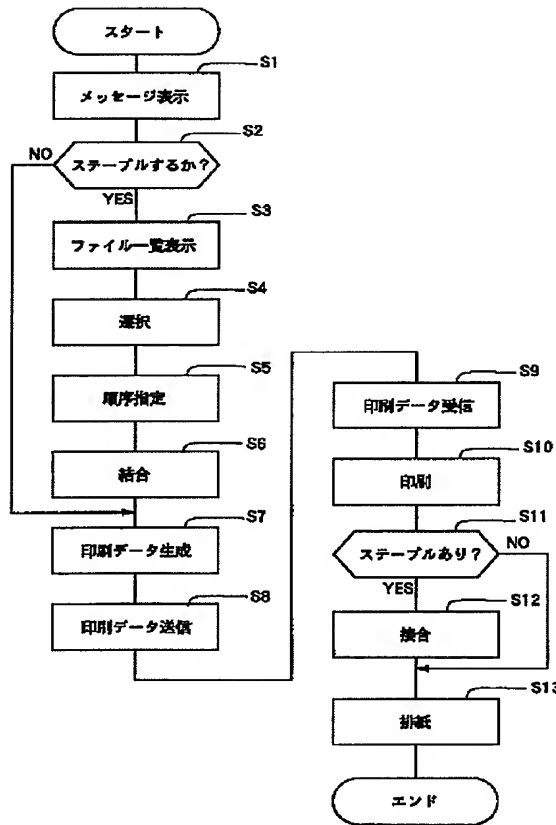 スタート
S1
メッセージ表示
S2
NO
ステープルするか？
YES
S3
ファイル一覧表示
S4
選択
S5
順序指定
S6
結合
S7
印刷データ生成
S8
印刷データ送信
S9
印刷データ受信
S10
印刷
S11
ステープルあり？
NO
YES
S12
接合
S13
排紙
エンド